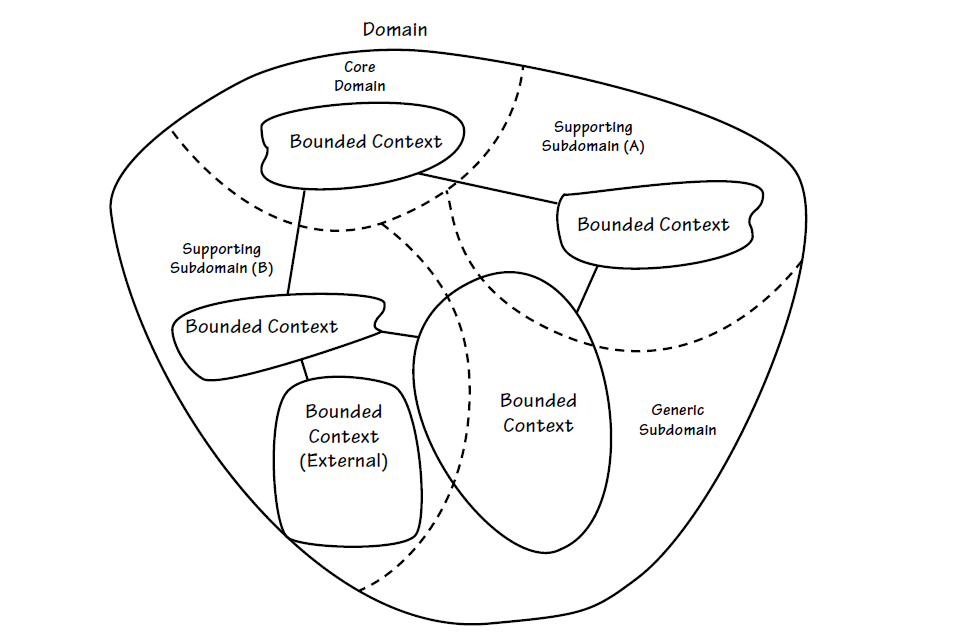 Domain
Core
Domain
Bounded Context
Supporting
Subdomain (A)
Bounded Context
Supporting
Subdomain (B)
Bounded Context
Bounded
Context
(External)
Bounded
Context
Generic
Subdomain